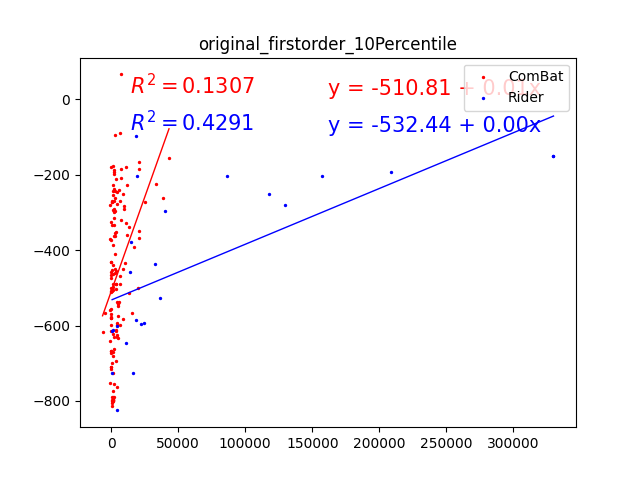 original_firstorder_10Percentile
R² = 0.1307
y = -510.81 + 0.01x
ComBat
Rider
R² = 0.4291
y = -532.44 + 0.00x
0
−200
−400
−600
−800
0
50000
100000
150000
200000
250000
300000